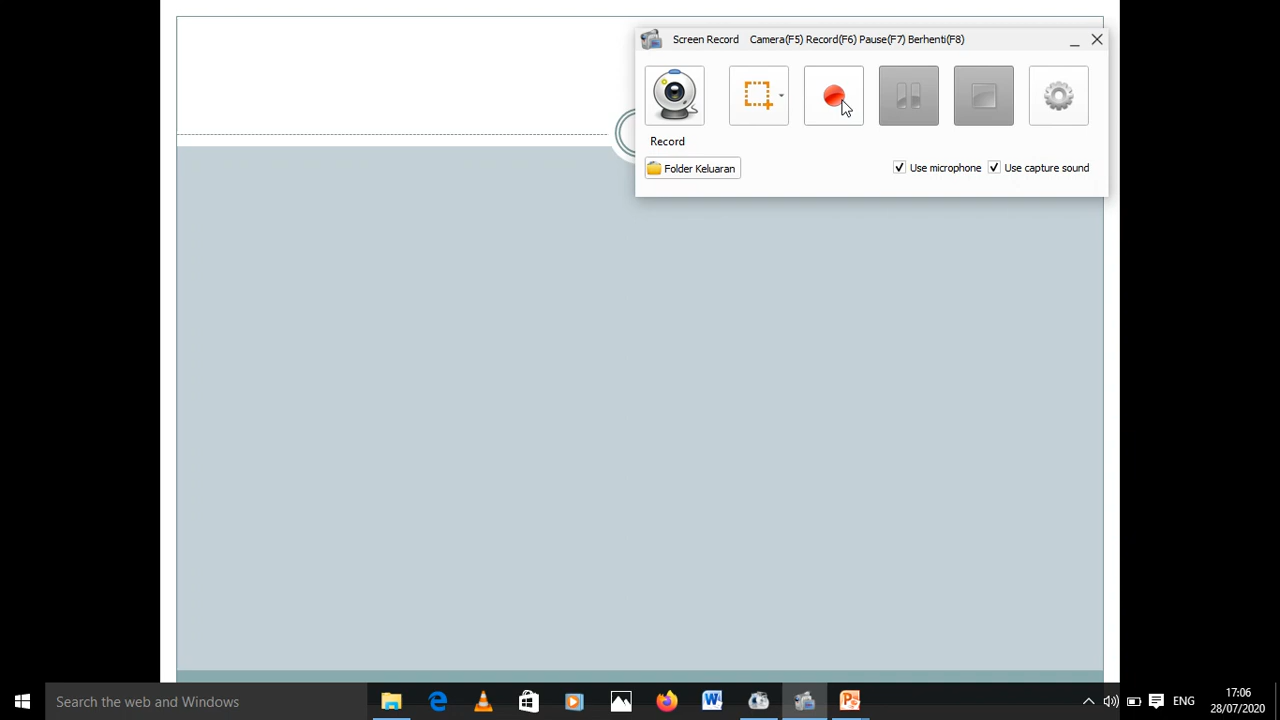 Screen Record Camera(F5) Record(F6) Pause(F7) Berhenti(F8)
Record
Folder Keluaran
Use microphone
Use capture sound
Search the web and Windows
ENG
17:06
28/07/2020